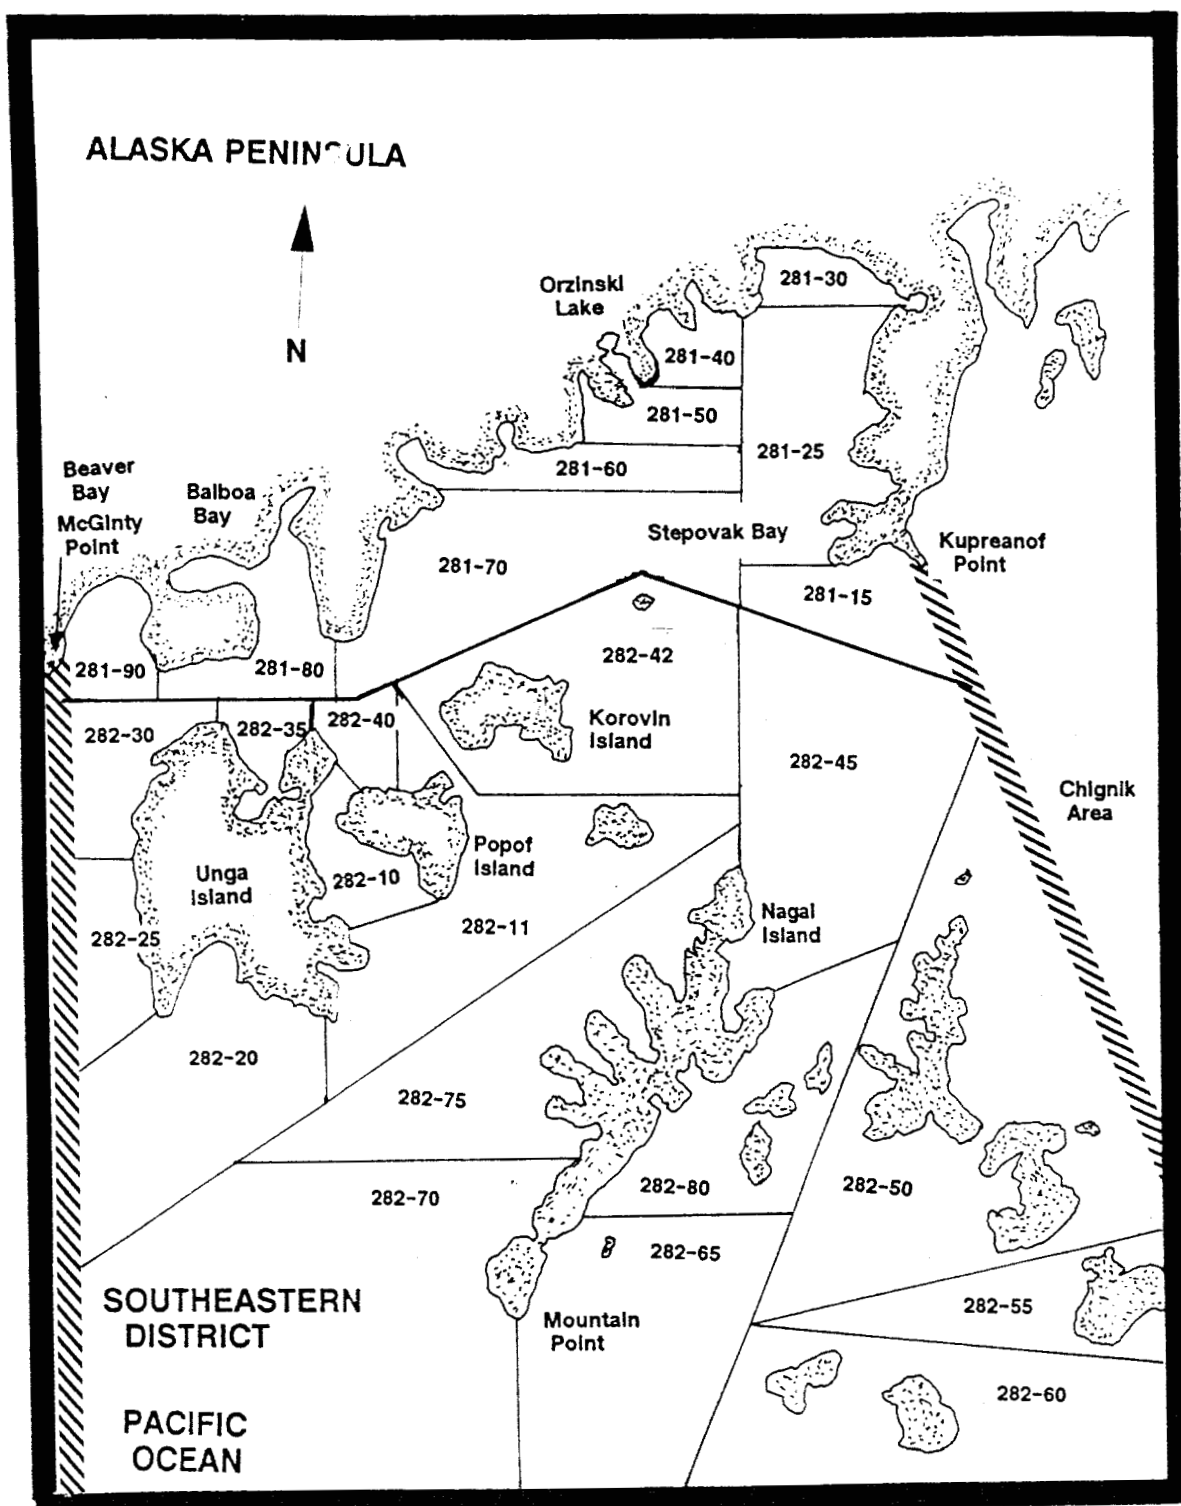 ALASKA PENINSULA
N
Orzinski
Lake
281-30
281-40
281-50
281-25
281-60
Beaver
Bay
Balboa
Bay
McGinty
Point
Stepovak Bay
Kupreanof
Point
281-70
281-15
281-90
281-80
282-42
282-30
282-35
282-40
Korovin
Island
282-45
Chignik
Area
Popof
Island
Unga
Island
282-10
282-25
282-11
Nagai
Island
282-20
282-75
282-70
282-80
282-50
282-65
SOUTHEASTERN
DISTRICT
Mountain
Point
282-55
282-60
PACIFIC
OCEAN